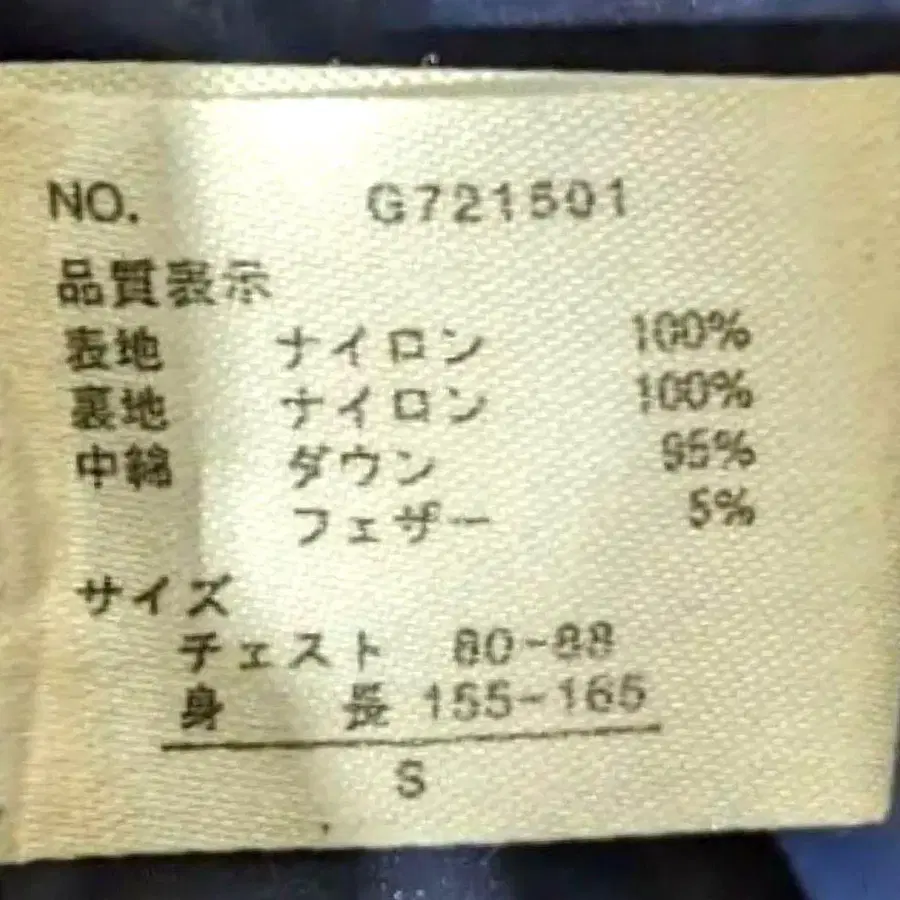 NO. G721501
品質表示
表地 ナイロン 100%
裏地 ナイロン 100%
中綿 ダウン 95%
フェザー 5%
サイズ
チェスト 80-88
身長 155-165
S